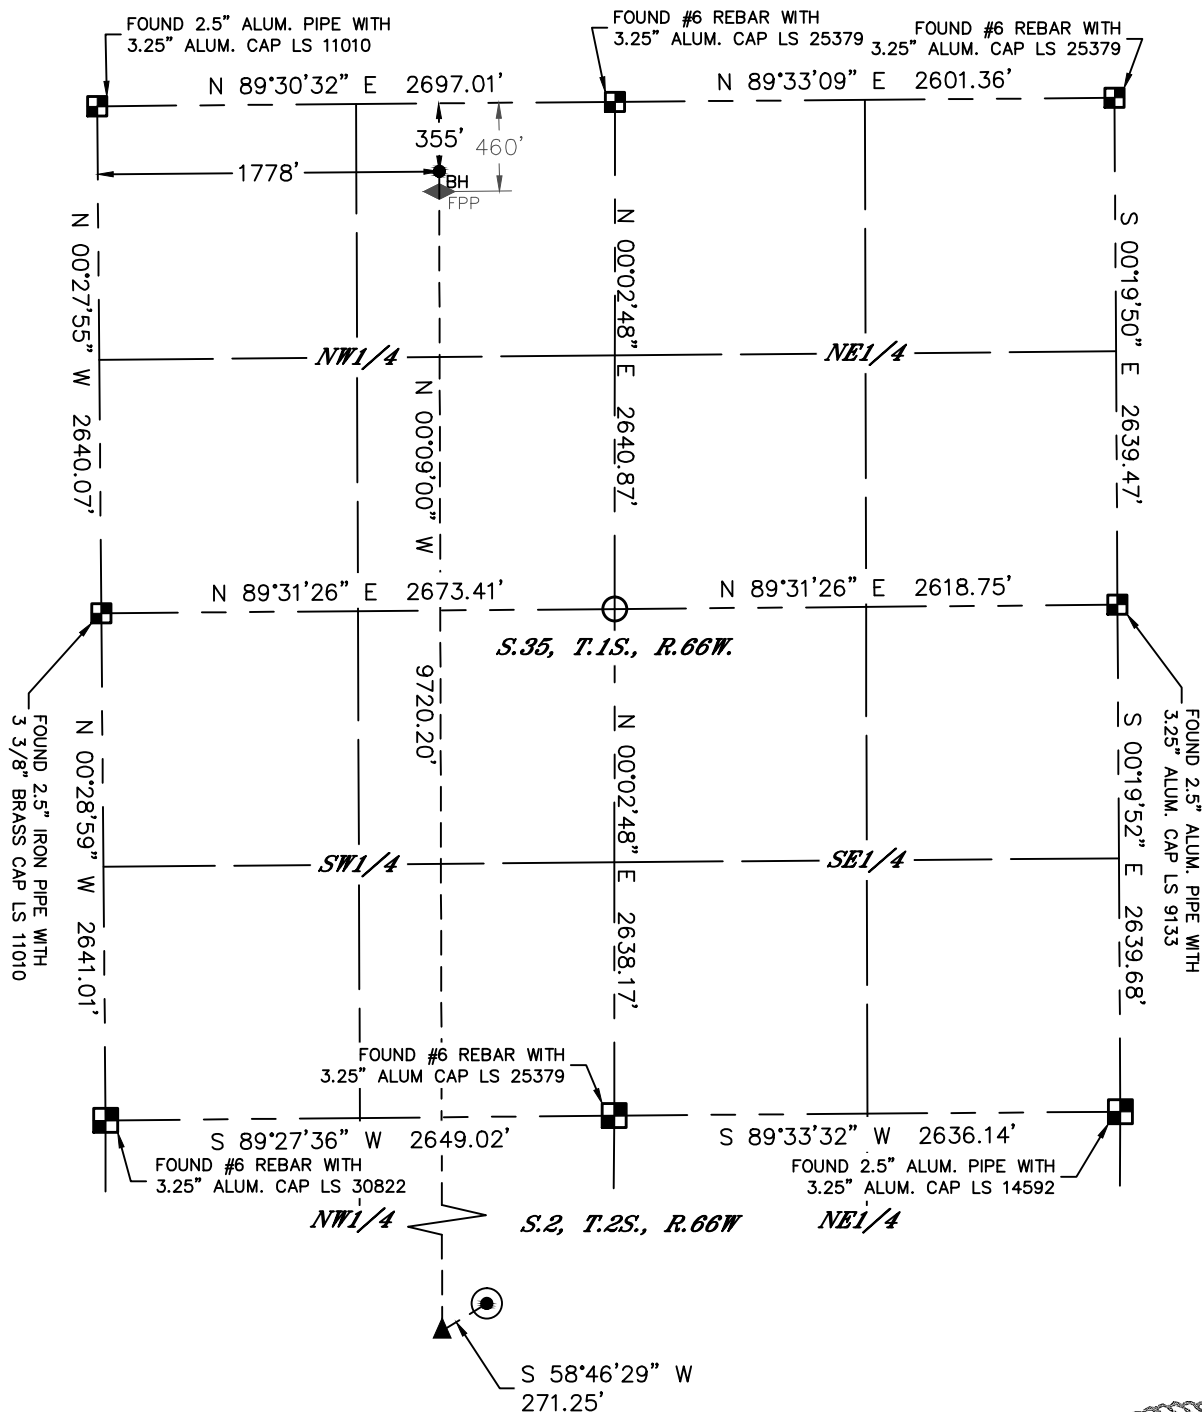 FOUND 2.5" ALUM. PIPE WITH
3.25" ALUM. CAP LS 11010
FOUND #6 REBAR WITH
3.25" ALUM. CAP LS 25379
FOUND #6 REBAR WITH
3.25" ALUM. CAP LS 25379
N 89°30'32" E 2697.01'
N 89°33'09" E 2601.36'
355'
460'
1778'
BH
FPP
N 00°27'55" W 2640.07'
N 00°02'48" E 2640.87'
S 00°19'50" E 2639.47'
NW1/4
NE1/4
N 00°09'00" W 9720.20'
N 89°31'26" E 2673.41'
N 89°31'26" E 2618.75'
S.35, T.1S., R.66W.
FOUND 2.5" IRON PIPE WITH
3 3/8" BRASS CAP LS 11010
N 00°28'59" W 2641.01'
N 00°02'48" E 2638.17'
S 00°19'52" E 2639.68'
FOUND 2.5" ALUM. PIPE WITH
3.25" ALUM. CAP LS 9133
SW1/4
SE1/4
FOUND #6 REBAR WITH
3.25" ALUM CAP LS 25379
S 89°27'36" W 2649.02'
S 89°33'32" W 2636.14'
FOUND #6 REBAR WITH
3.25" ALUM. CAP LS 30822
FOUND 2.5" ALUM. PIPE WITH
3.25" ALUM. CAP LS 14592
NW1/4
S.2, T.2S., R.66W
NE1/4
S 58°46'29" W
271.25'